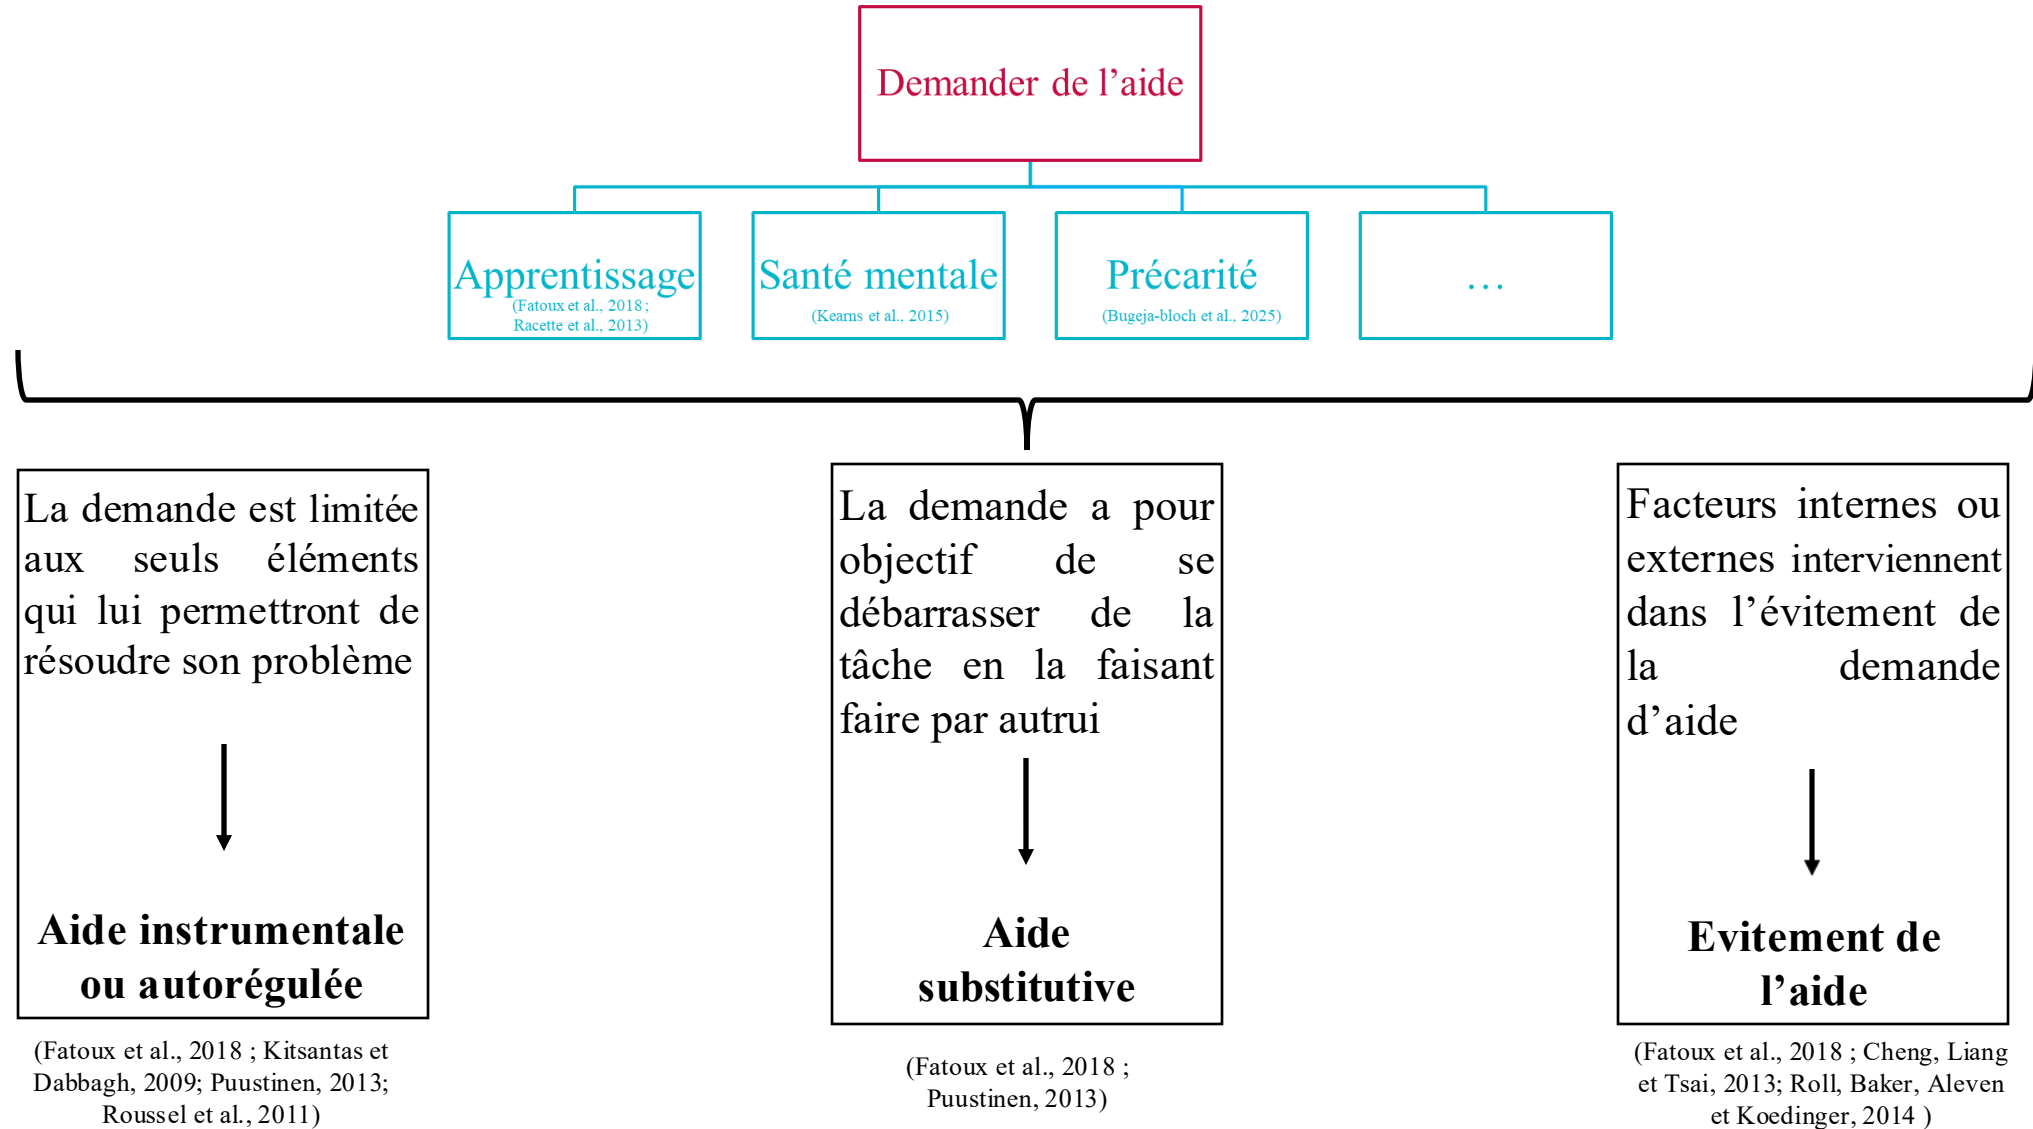 Demander de l’aide
Apprentissage
(Fatoux et al., 2018 ;
Racette et al., 2013)
Santé mentale
(Kearns et al., 2015)
Précarité
(Bugeja-bloch et al., 2025)
…
La demande est limitée
aux seuls éléments
qui lui permettront de
résoudre son problème
Aide instrumentale
ou autorégulée
(Fatoux et al., 2018 ; Kitsantas et
Dabbagh, 2009; Puustinen, 2013;
Roussel et al., 2011)
La demande a pour
objectif de se
débarrasser de la
tâche en la faisant
faire par autrui
Aide
substitutive
(Fatoux et al., 2018 ;
Puustinen, 2013)
Facteurs internes ou
externes interviennent
dans l’évitement de
la demande
d’aide
Evitement de
l’aide
(Fatoux et al., 2018 ; Cheng, Liang
et Tsai, 2013; Roll, Baker, Aleven
et Koedinger, 2014 )